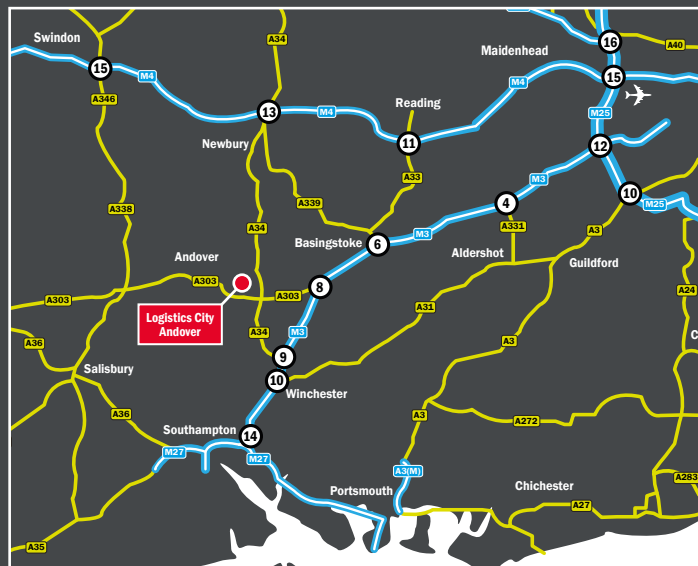 A34
16
A40
Swindon
Maidenhead
15
M4
M4
15
A346
Reading
13
M4
M25
Newbury
11
12
A33
M3
10
A338
A339
4
M25
A34
A331
A3
Basingstoke
6
M3
Aldershot
Andover
Guildford
A303
8
A24
A303
A303
A31
Logistics City
Andover
M3
A34
A36
9
A3
C
10
Salisbury
Winchester
A36
A3
A272
Southampton
14
M27
M27
A3(M)
A283
Portsmouth
Chichester
A27
A35